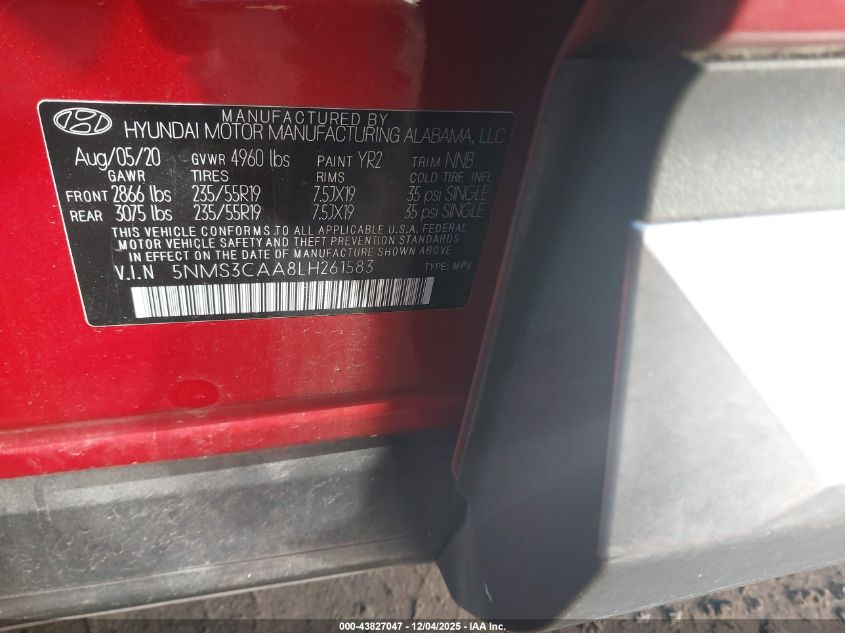 MANUFACTURED BY
HYUNDAI MOTOR MANUFACTURING ALABAMA, LLC
Aug/05/20 GVWR 4960 lbs PAINT YR2 TRIM NNB
GAWR TIRES RIMS COLD TIRE INFL
FRONT 2866 lbs 235/55R19 7.5JX19 35 psi SINGLE
REAR 3075 lbs 235/55R19 7.5JX19 35 psi SINGLE
THIS VEHICLE CONFORMS TO ALL APPLICABLE U.S.A. FEDERAL
MOTOR VEHICLE SAFETY AND THEFT PREVENTION STANDARDS
IN EFFECT ON THE DATE OF MANUFACTURE SHOWN ABOVE
V.I.N 5NMS3CAA8LH261583 TYPE: MPV
000-43827047 - 12/04/2025 - IAA Inc.